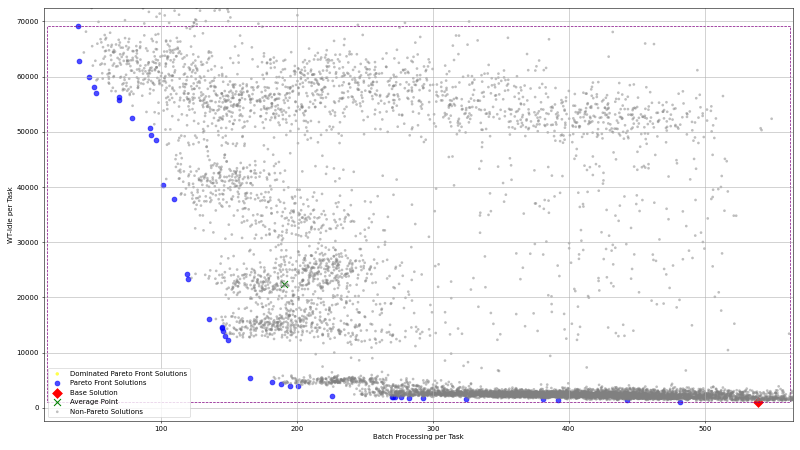 70000
60000
50000
40000
30000
20000
10000
0
WT-Idle per Task
Dominated Pareto Front Solutions
Pareto Front Solutions
Base Solution
Average Point
Non-Pareto Solutions
100
200
300
400
500
Batch Processing per Task